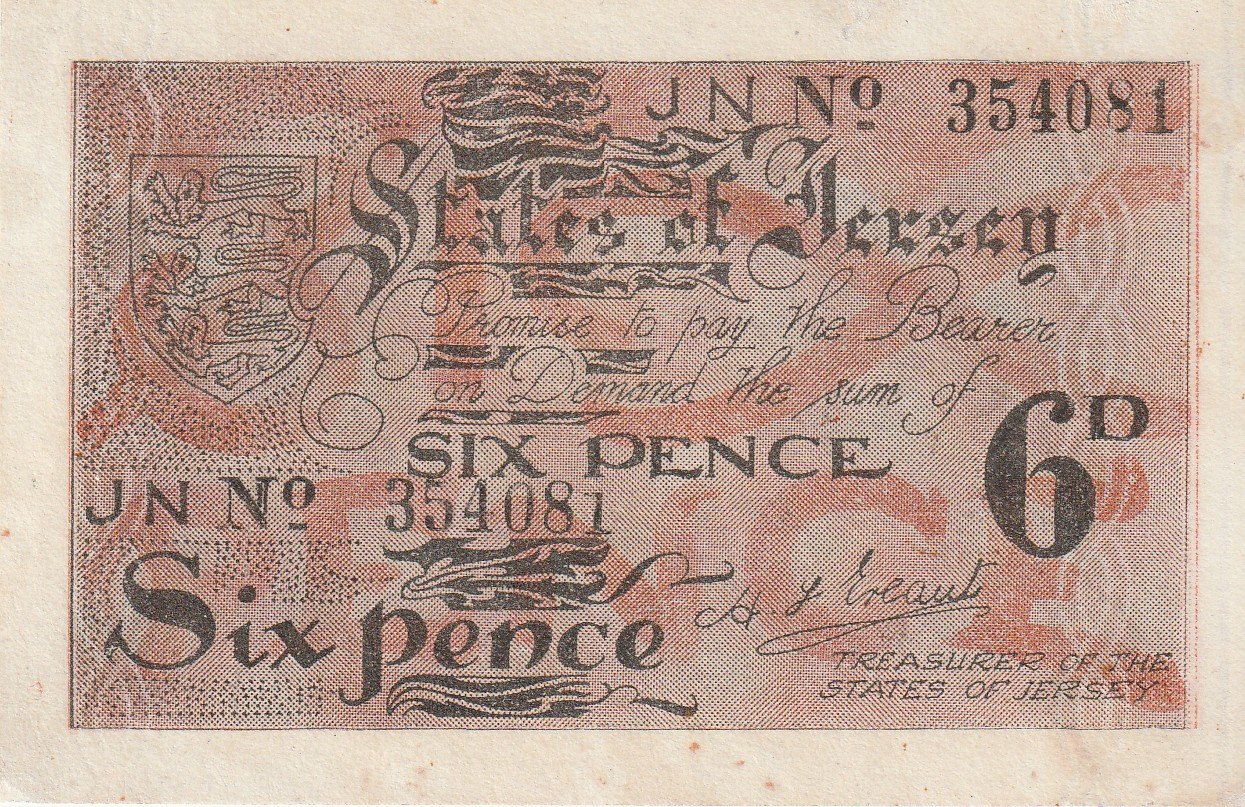 JN Nº 354081
States of Jersey
Promise to pay the Bearer
on Demand the sum of
SIX PENCE
6D
JN Nº 354081
Six pence
H F Ereaut
TREASURER OF THE
STATES OF JERSEY